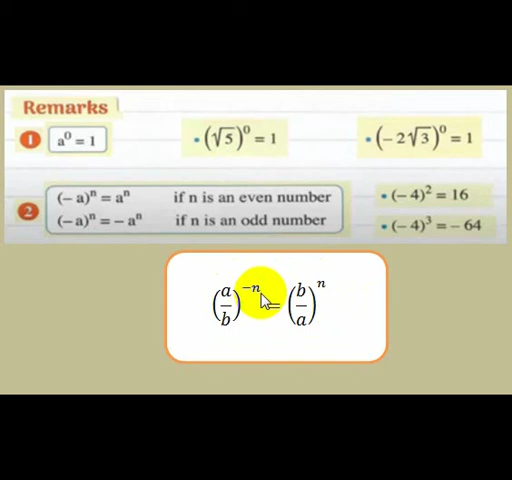 Remarks
1 a⁰ = 1 • (√5)⁰ = 1 • (−2√3)⁰ = 1
2 (− a)ⁿ = aⁿ if n is an even number • (−4)² = 16
(− a)ⁿ = − aⁿ if n is an odd number • (−4)³ = − 64
(a/b)⁻ⁿ = (b/a)ⁿ